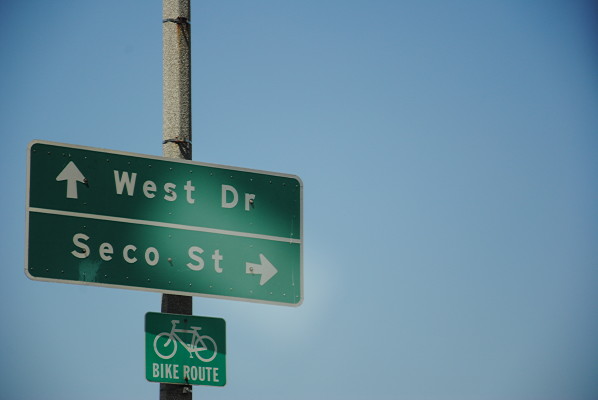 West Dr
Seco St
BIKE ROUTE